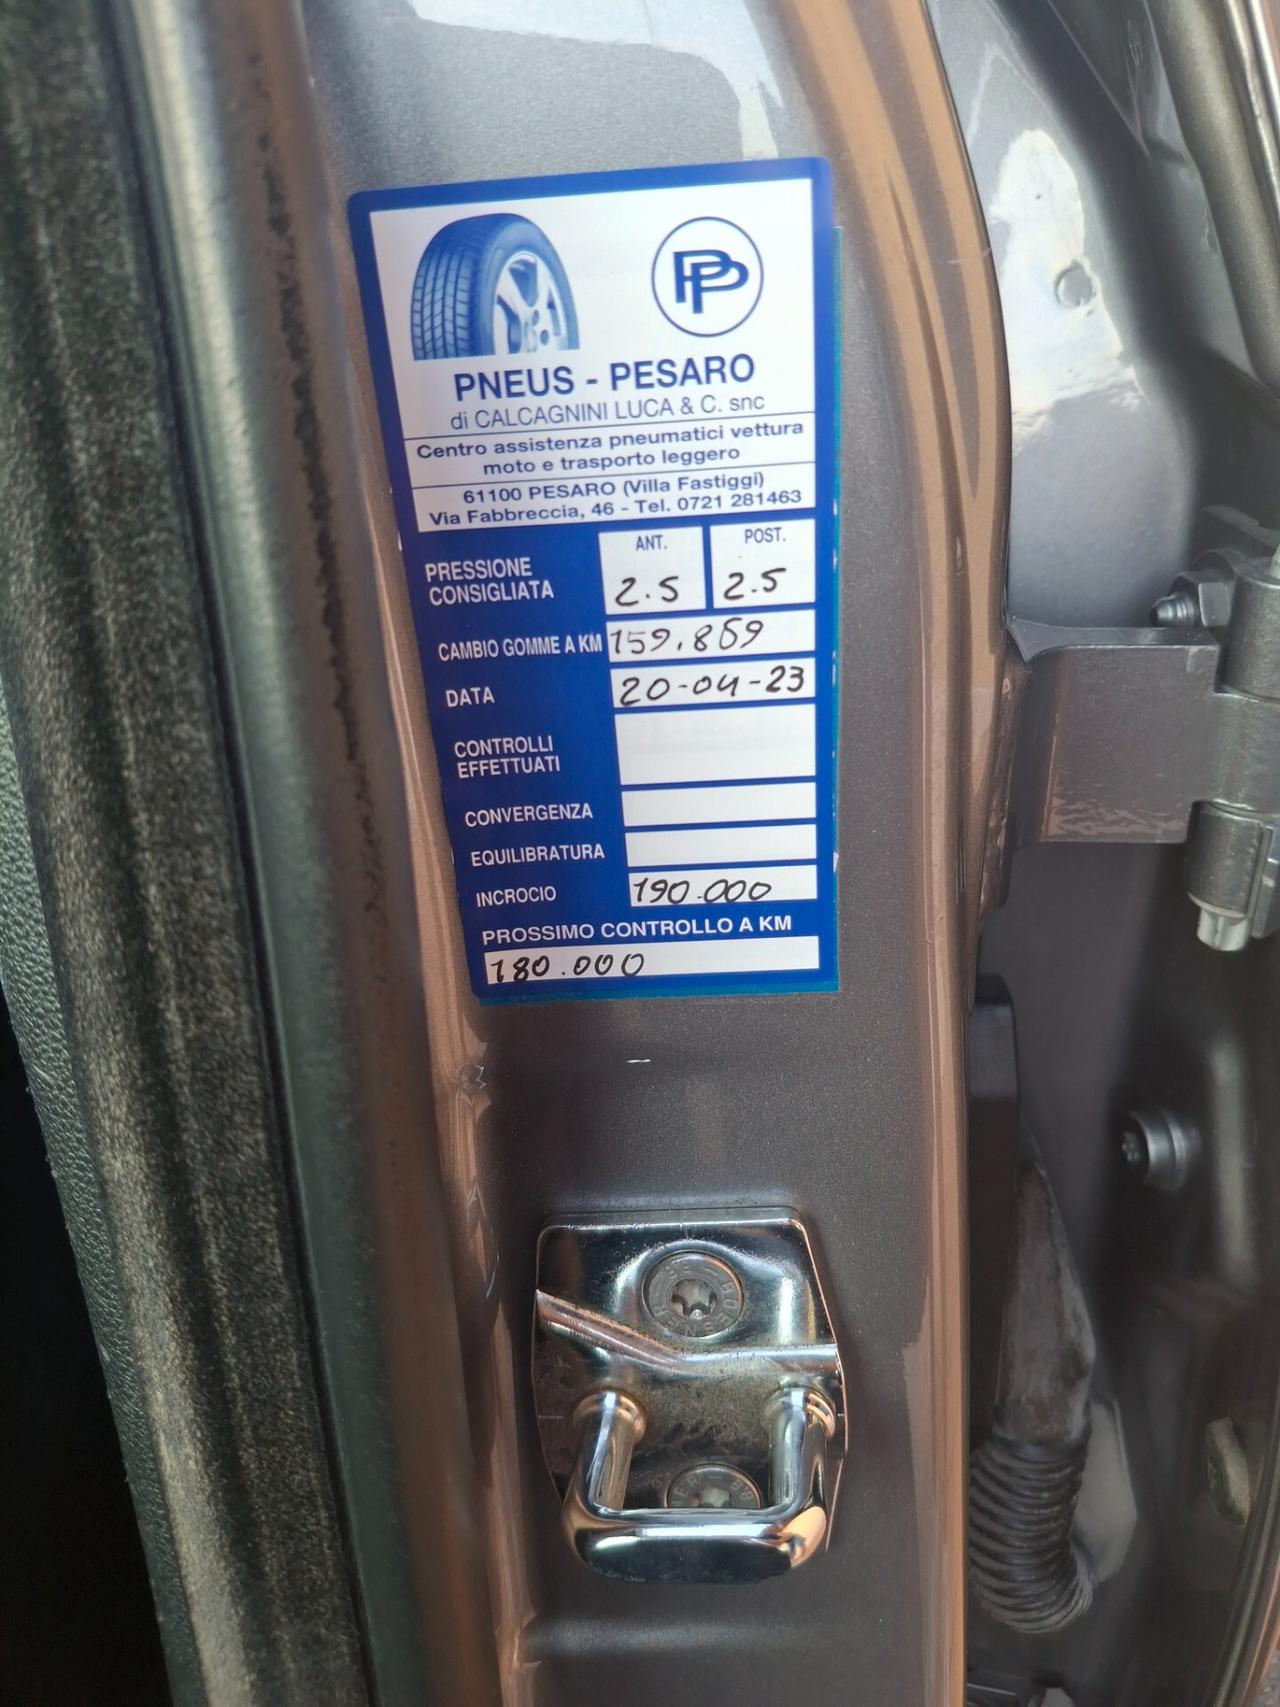 PP
PNEUS - PESARO
di CALCAGNINI LUCA & C. snc
Centro assistenza pneumatici vettura
moto e trasporto leggero
61100 PESARO (Villa Fastiggi)
Via Fabbreccia, 46 - Tel. 0721 281463
ANT. POST.
PRESSIONE
CONSIGLIATA 2.5 2.5
CAMBIO GOMME A KM 159.869
DATA 20-04-23
CONTROLLI
EFFETTUATI
CONVERGENZA
EQUILIBRATURA
INCROCIO 190.000
PROSSIMO CONTROLLO A KM
180.000